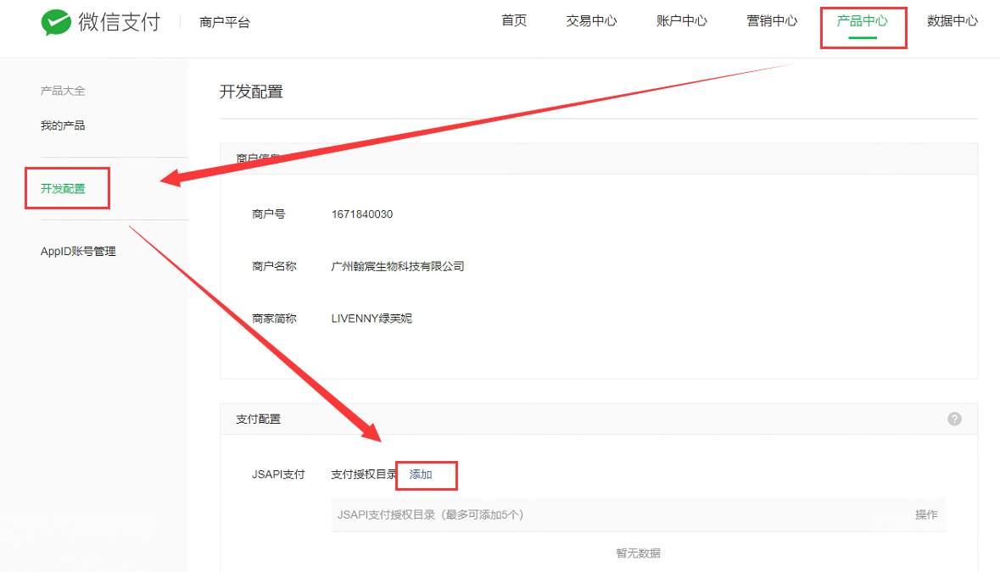 微信支付 商户平台 首页 交易中心 账户中心 营销中心 产品中心 数据中心
产品大全
我的产品
开发配置
AppID账号管理
开发配置
商户信息
商户号 1671840030
商户名称 广州翰宸生物科技有限公司
商家简称 LIVENNY绿芙妮
支付配置 ?
JSAPI支付 支付授权目录 添加
JSAPI支付授权目录（最多可添加5个） 操作
暂无数据